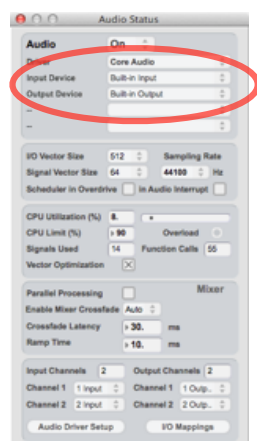 Audio Status
Audio On
Driver Core Audio
Input Device Built-in Input
Output Device Built-in Output
--
--
I/O Vector Size 512 Sampling Rate
Signal Vector Size 64 44100 Hz
Scheduler in Overdrive in Audio Interrupt
CPU Utilization (%) 8.
CPU Limit (%) 90 Overload
Signals Used 14 Function Calls 55
Vector Optimization
Parallel Processing Mixer
Enable Mixer Crossfade Auto
Crossfade Latency 30. ms
Ramp Time 10. ms
Input Channels 2 Output Channels 2
Channel 1 1 Input Channel 1 1 Outp..
Channel 2 2 Input Channel 2 2 Outp..
Audio Driver Setup I/O Mappings